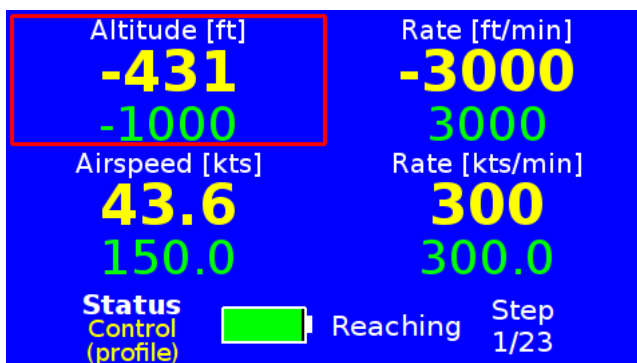 Altitude [ft]
-431
-1000
Rate [ft/min]
-3000
3000
Airspeed [kts]
43.6
150.0
Rate [kts/min]
300
300.0
Status
Control
(profile)
Reaching
Step
1/23